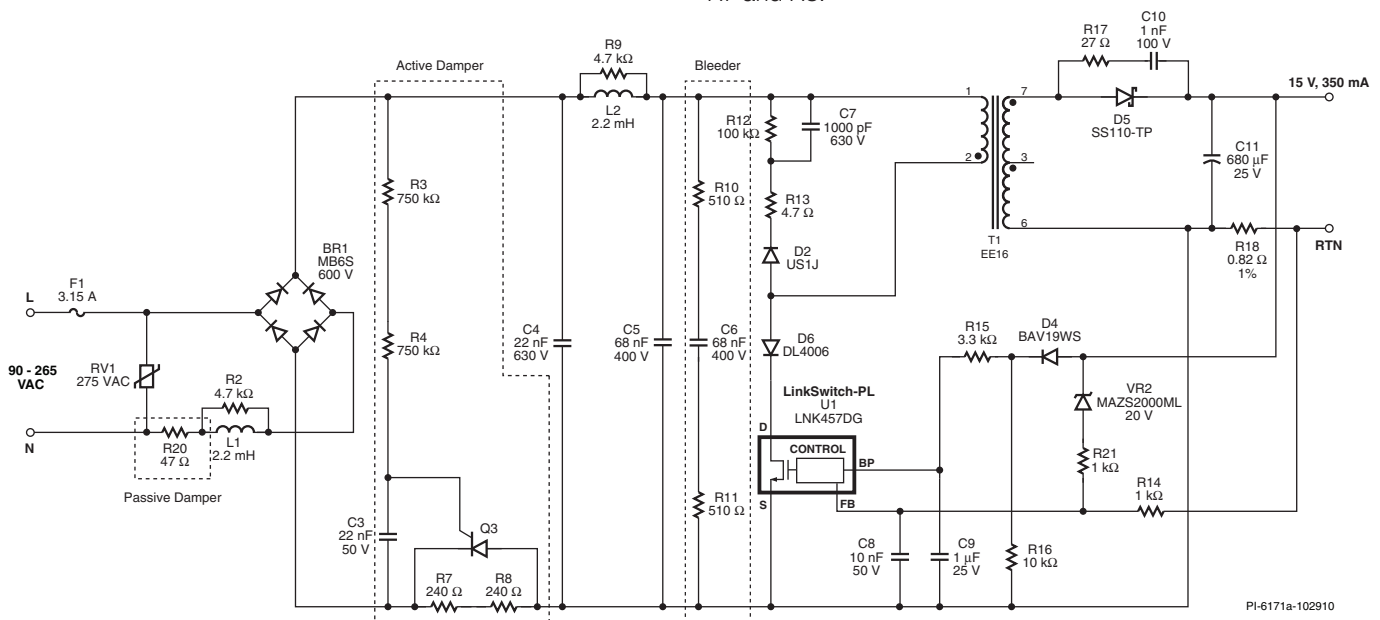 R17
27 Ω
C10
1 nF
100 V
R9
4.7 kΩ
Active Damper
Bleeder
L2
2.2 mH
R12
100 kΩ
C7
1000 pF
630 V
1
2
7
3
6
T1
EE16
D5
SS110-TP
15 V, 350 mA
C11
680 μF
25 V
R3
750 kΩ
R10
510 Ω
R13
4.7 Ω
D2
US1J
R18
0.82 Ω
1%
RTN
BR1
MB6S
600 V
F1
3.15 A
L
R4
750 kΩ
C4
22 nF
630 V
C5
68 nF
400 V
C6
68 nF
400 V
D6
DL4006
R15
3.3 kΩ
D4
BAV19WS
90 - 265
VAC
RV1
275 VAC
R2
4.7 kΩ
LinkSwitch-PL
U1
LNK457DG
VR2
MAZS2000ML
20 V
N
R20
47 Ω
L1
2.2 mH
D
CONTROL
BP
S
FB
R21
1 kΩ
R14
1 kΩ
Passive Damper
R11
510 Ω
C3
22 nF
50 V
Q3
R7
240 Ω
R8
240 Ω
C8
10 nF
50 V
C9
1 μF
25 V
R16
10 kΩ
PI-6171a-102910